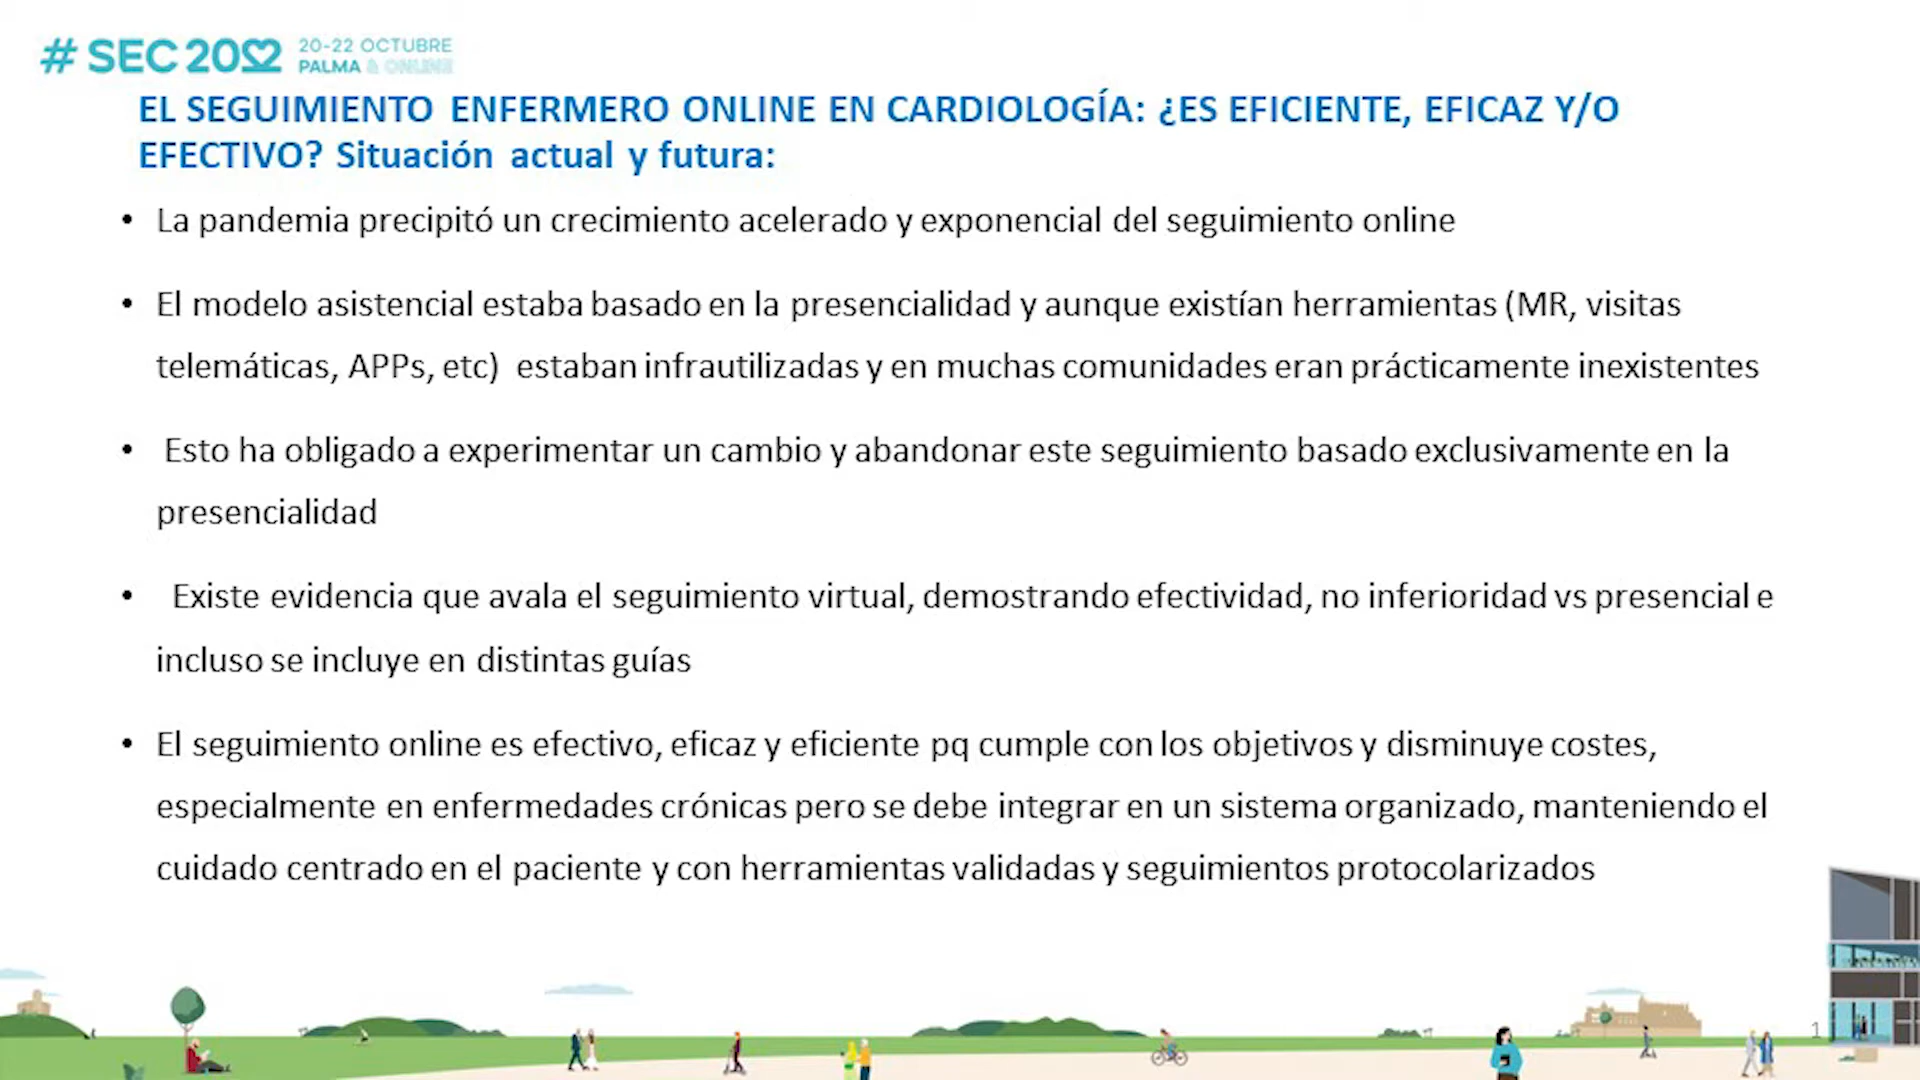 # SEC 2022 20-22 OCTUBRE
PALMA & ONLINE
EL SEGUIMIENTO ENFERMERO ONLINE EN CARDIOLOGÍA: ¿ES EFICIENTE, EFICAZ Y/O
EFECTIVO? Situación actual y futura:
• La pandemia precipitó un crecimiento acelerado y exponencial del seguimiento online
• El modelo asistencial estaba basado en la presencialidad y aunque existían herramientas (MR, visitas
telemáticas, APPs, etc) estaban infrautilizadas y en muchas comunidades eran prácticamente inexistentes
• Esto ha obligado a experimentar un cambio y abandonar este seguimiento basado exclusivamente en la
presencialidad
• Existe evidencia que avala el seguimiento virtual, demostrando efectividad, no inferioridad vs presencial e
incluso se incluye en distintas guías
• El seguimiento online es efectivo, eficaz y eficiente pq cumple con los objetivos y disminuye costes,
especialmente en enfermedades crónicas pero se debe integrar en un sistema organizado, manteniendo el
cuidado centrado en el paciente y con herramientas validadas y seguimientos protocolarizados
1